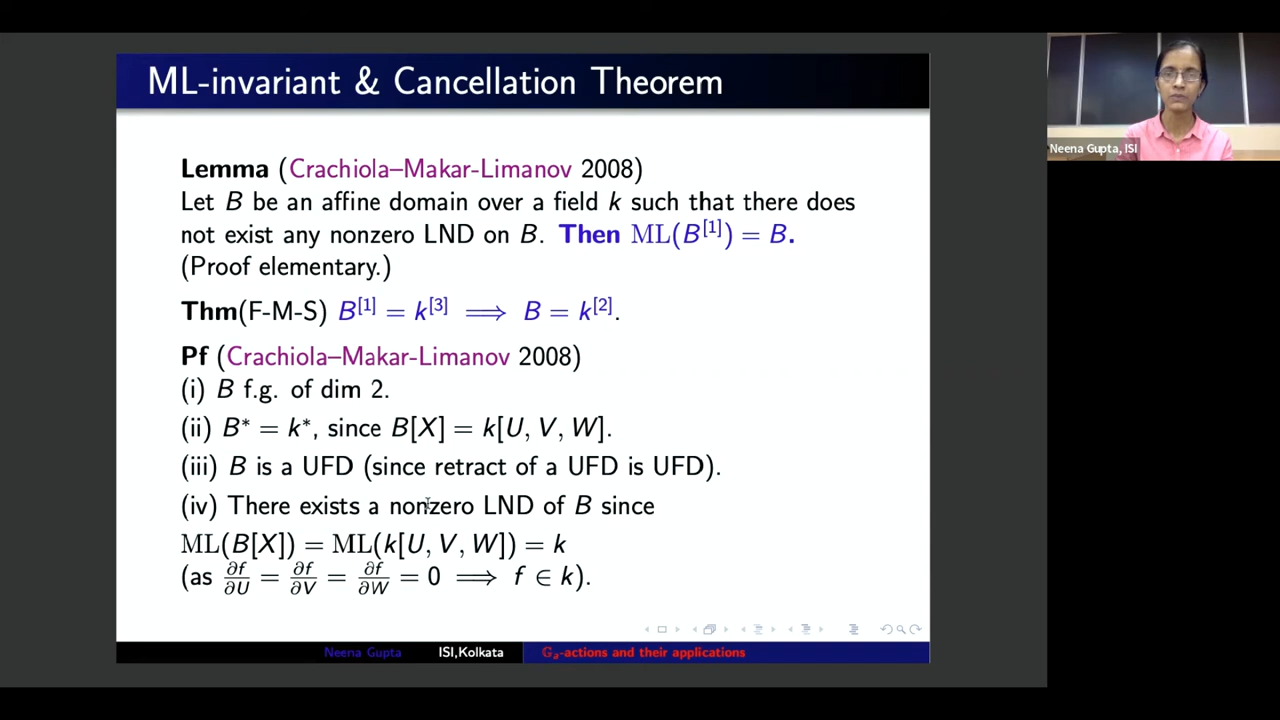 ML-invariant & Cancellation Theorem
Lemma (Crachiola–Makar-Limanov 2008)
Let B be an affine domain over a field k such that there does
not exist any nonzero LND on B. Then ML(B^[1]) = B.
(Proof elementary.)
Thm(F-M-S) B^[1] = k^[3] ⟹ B = k^[2].
Pf (Crachiola–Makar-Limanov 2008)
(i) B f.g. of dim 2.
(ii) B* = k*, since B[X] = k[U, V, W].
(iii) B is a UFD (since retract of a UFD is UFD).
(iv) There exists a nonzero LND of B since
ML(B[X]) = ML(k[U, V, W]) = k
(as ∂f/∂U = ∂f/∂V = ∂f/∂W = 0 ⟹ f ∈ k).
Neena Gupta ISI,Kolkata G_a-actions and their applications
Neena Gupta, ISI